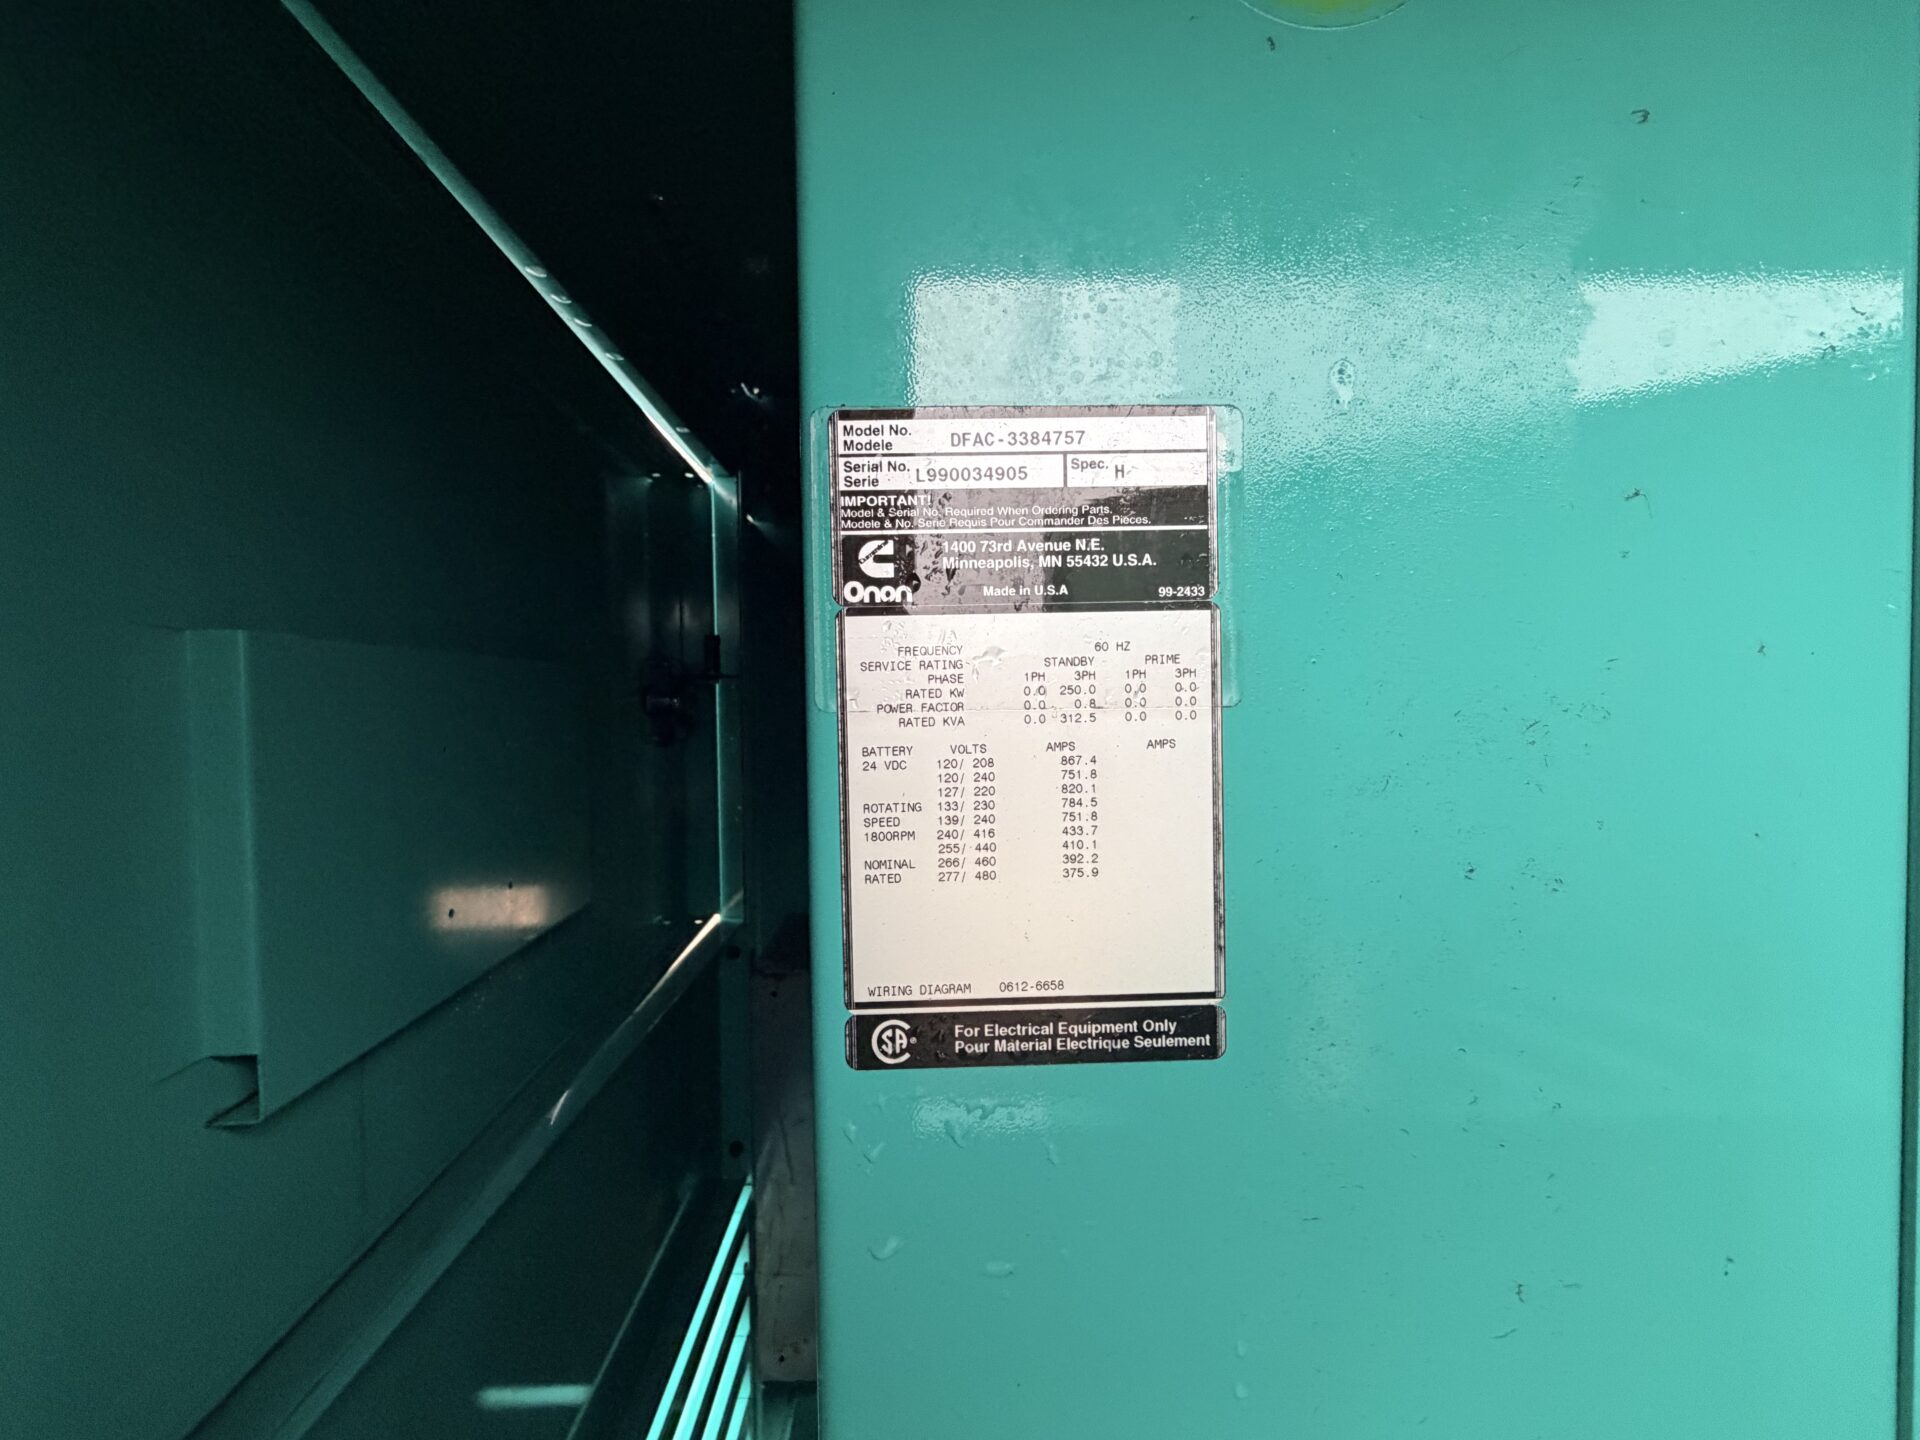 Model No. DFAC-3384757
Modele
Serial No. L990034905 Spec. H
Serie
IMPORTANT!
Model & Serial No. Required When Ordering Parts.
Modele & No. Serie Requis Pour Commander Des Pieces.
1400 73rd Avenue N.E.
Minneapolis, MN 55432 U.S.A.
Onan Made in U.S.A 99-2433
FREQUENCY 60 HZ
SERVICE RATING STANDBY PRIME
PHASE 1PH 3PH 1PH 3PH
RATED KW 0.0 250.0 0.0 0.0
POWER FACTOR 0.0 0.8 0.0 0.0
RATED KVA 0.0 312.5 0.0 0.0
BATTERY VOLTS AMPS AMPS
24 VDC 120/ 208 867.4
120/ 240 751.8
127/ 220 820.1
ROTATING 133/ 230 784.5
SPEED 139/ 240 751.8
1800RPM 240/ 416 433.7
255/ 440 410.1
NOMINAL 266/ 460 392.2
RATED 277/ 480 375.9
WIRING DIAGRAM 0612-6658
CSA® For Electrical Equipment Only
Pour Material Electrique Seulement